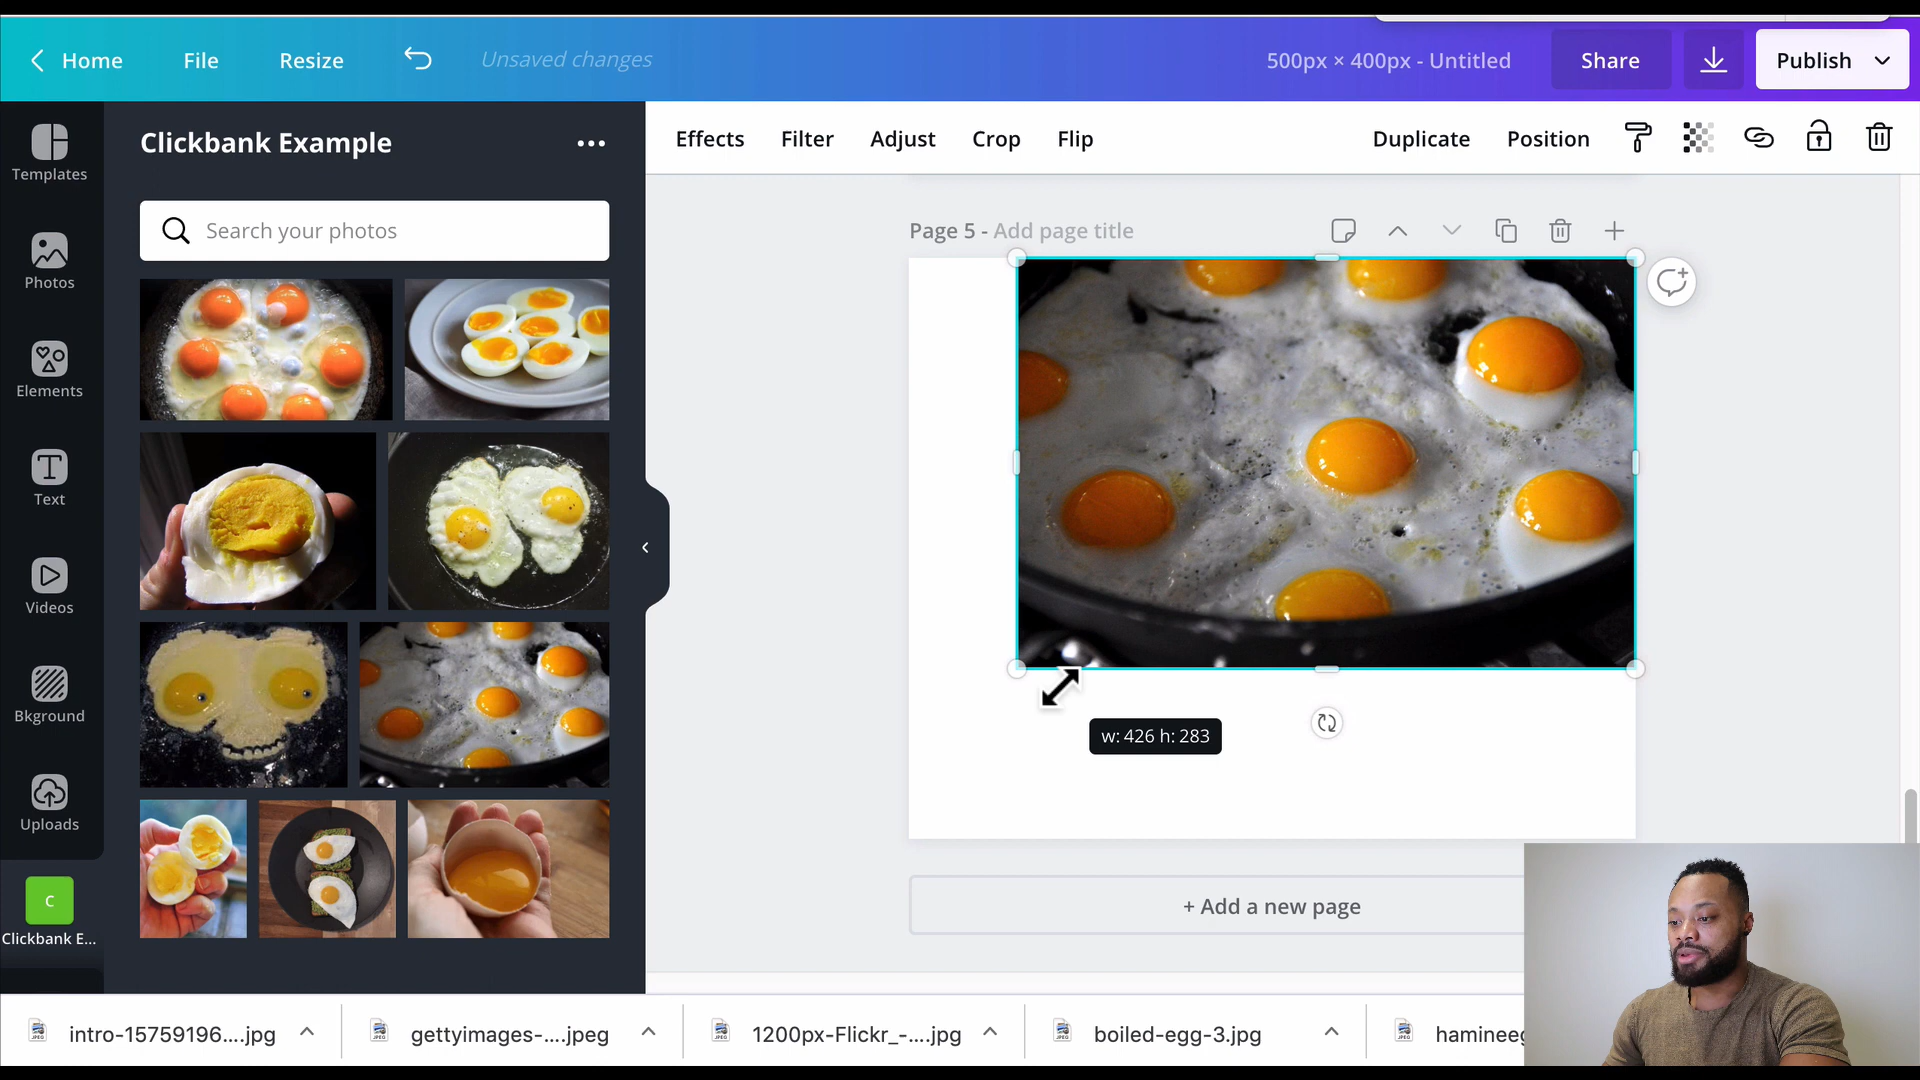 Home
File
Resize
Unsaved changes
500px × 400px - Untitled
Share
Publish
Templates
Photos
Elements
Text
Videos
Bkground
Uploads
C
Clickbank E...
Clickbank Example
Search your photos
Effects
Filter
Adjust
Crop
Flip
Duplicate
Position
Page 5 - Add page title
w: 426 h: 283
+ Add a new page
intro-15759196....jpg
gettyimages-....jpeg
1200px-Flickr_-....jpg
boiled-egg-3.jpg
hamineeg